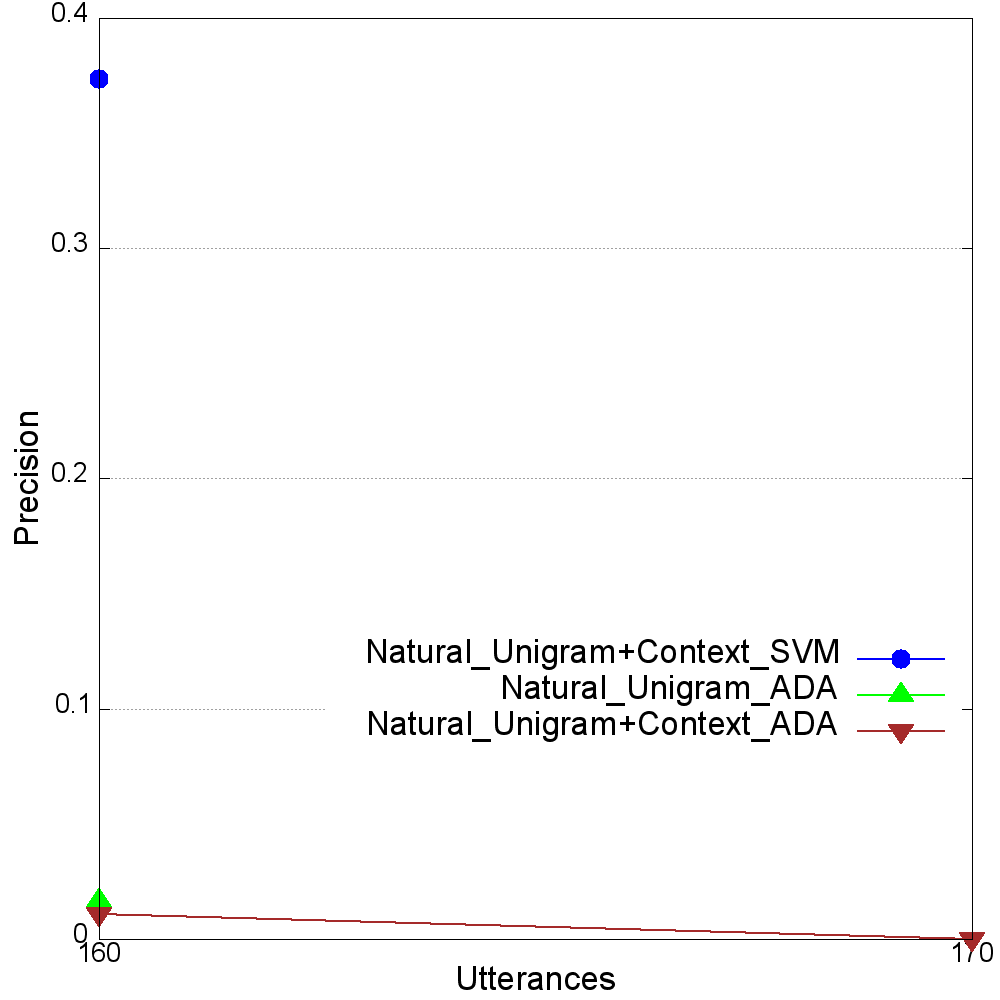 0.4
0.3
0.2
0.1
0
160
170
Precision
Utterances
Natural_Unigram+Context_SVM
Natural_Unigram_ADA
Natural_Unigram+Context_ADA